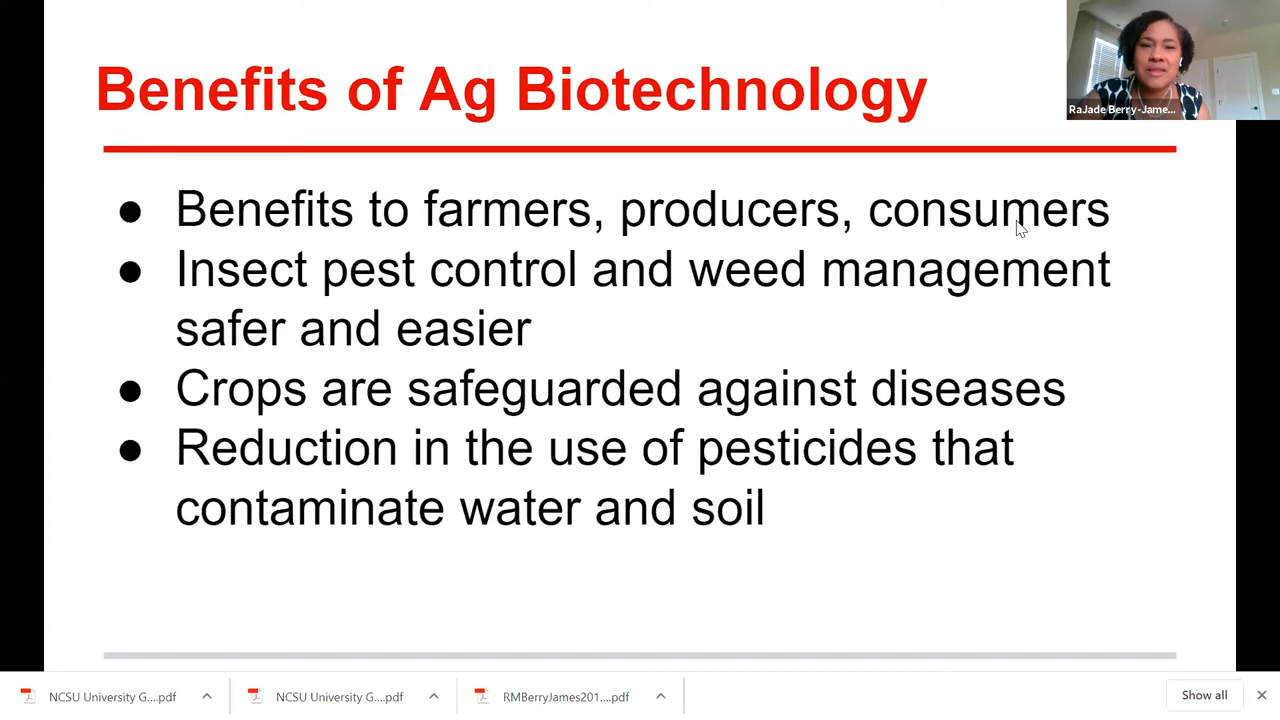 Benefits of Ag Biotechnology
RaJade Berry-Jame...
● Benefits to farmers, producers, consumers
● Insect pest control and weed management
safer and easier
● Crops are safeguarded against diseases
● Reduction in the use of pesticides that
contaminate water and soil
NCSU University G....pdf
NCSU University G....pdf
RMBerryJames201....pdf
Show all